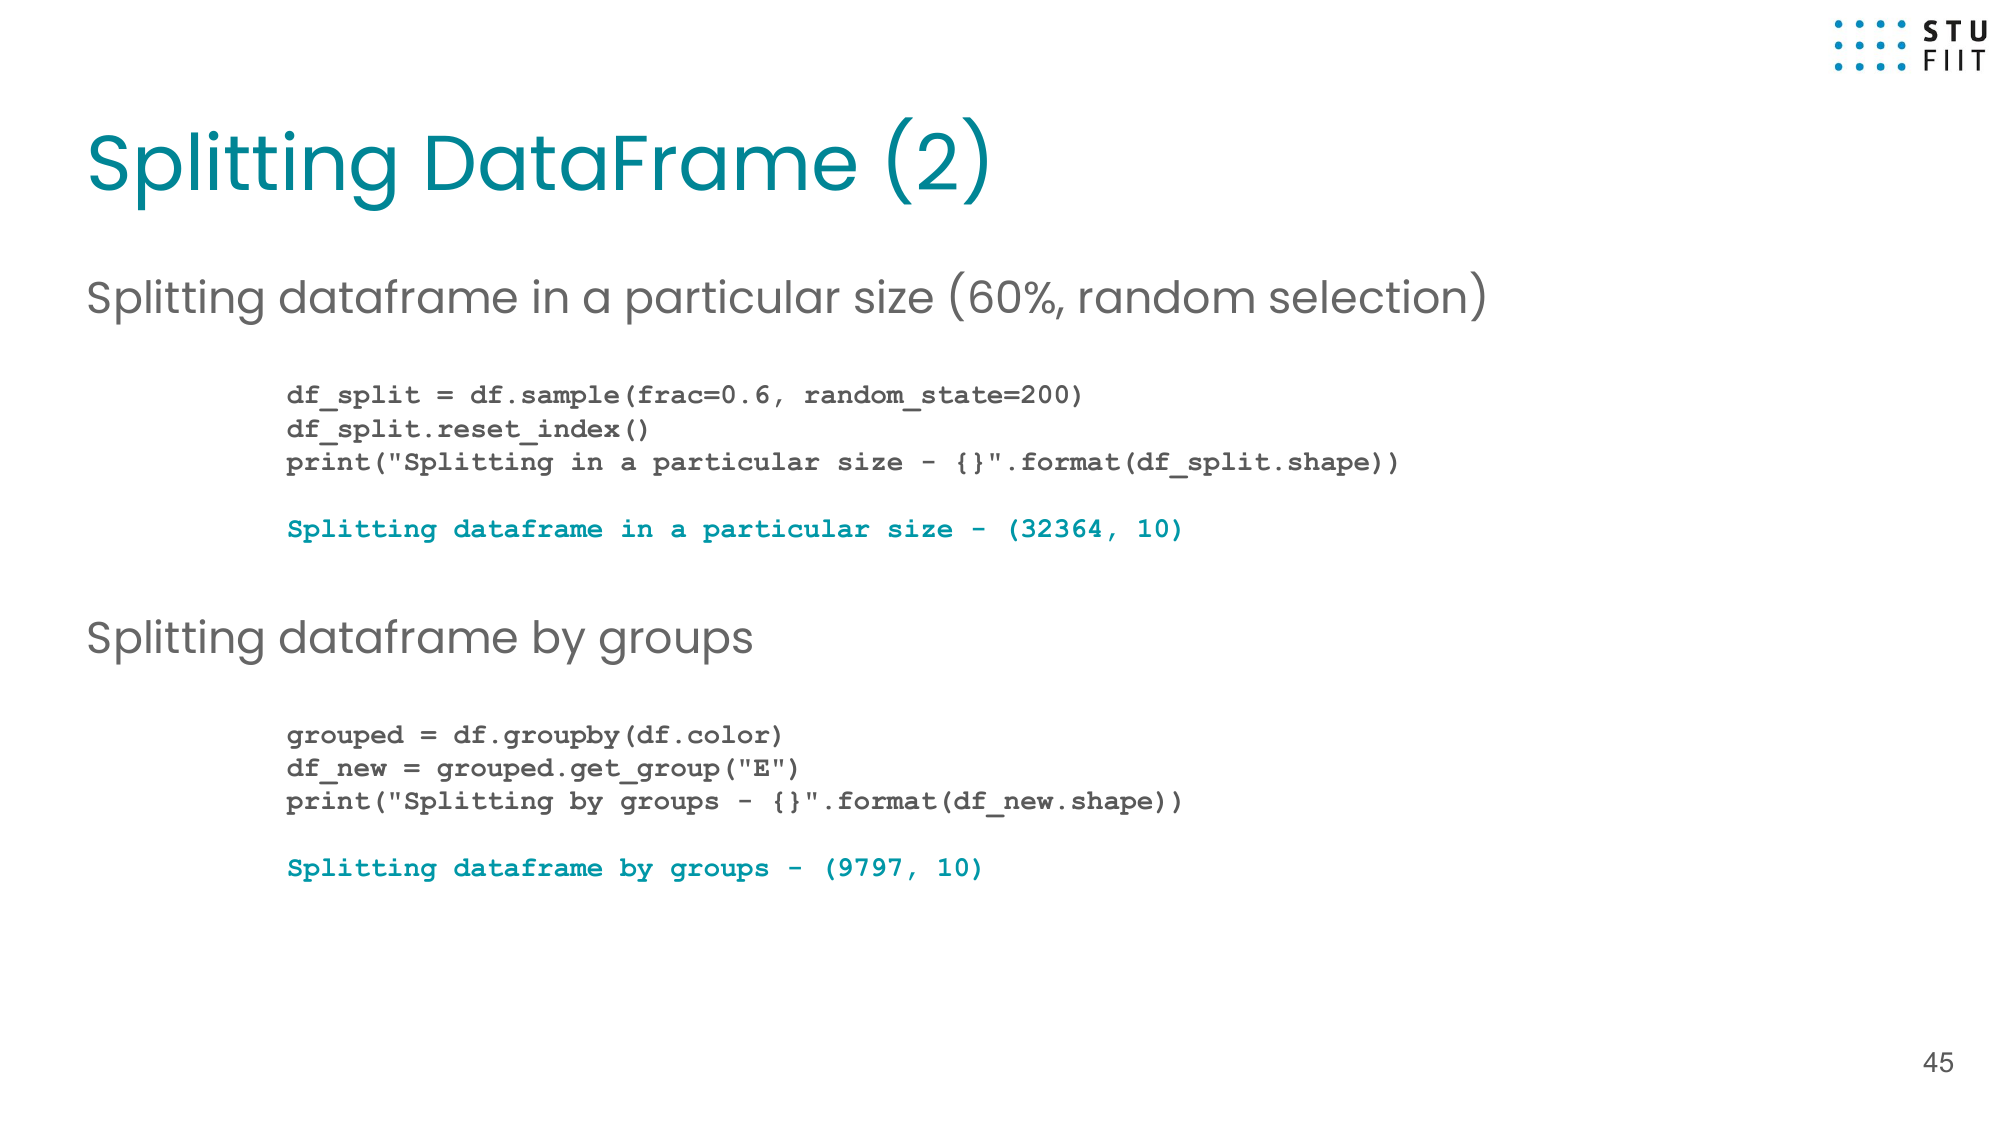 STU
FIIT
Splitting DataFrame (2)
Splitting dataframe in a particular size (60%, random selection)
df_split = df.sample(frac=0.6, random_state=200)
df_split.reset_index()
print("Splitting in a particular size - {}".format(df_split.shape))
Splitting dataframe in a particular size - (32364, 10)
Splitting dataframe by groups
grouped = df.groupby(df.color)
df_new = grouped.get_group("E")
print("Splitting by groups - {}".format(df_new.shape))
Splitting dataframe by groups - (9797, 10)
45